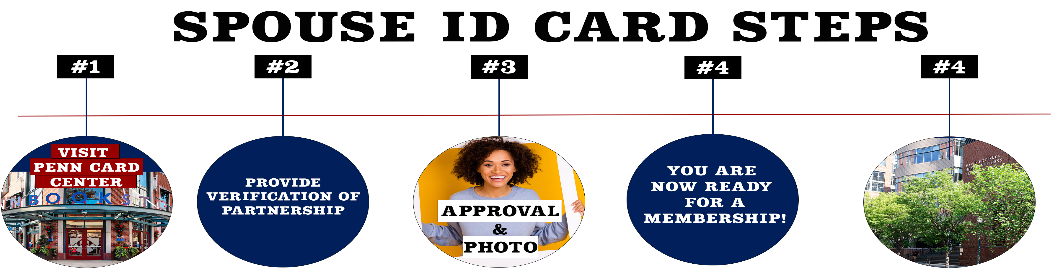 SPOUSE ID CARD STEPS
#1
#2
#3
#4
#4
VISIT
PENN CARD
CENTER
PROVIDE
VERIFICATION OF
PARTNERSHIP
APPROVAL
&
PHOTO
YOU ARE
NOW READY
FOR A
MEMBERSHIP!